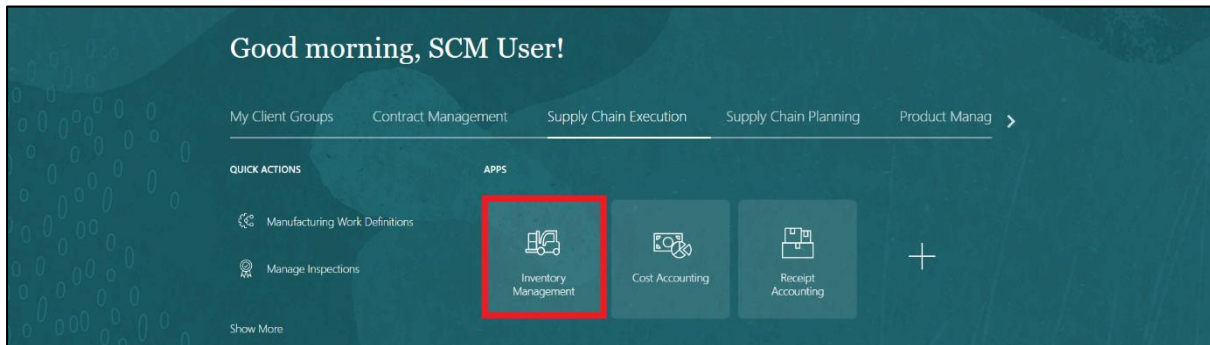 Good morning, SCM User!
My Client Groups Contract Management Supply Chain Execution Supply Chain Planning Product Manag
QUICK ACTIONS
Manufacturing Work Definitions
Manage Inspections
Show More
APPS
Inventory
Management
Cost Accounting
Receipt
Accounting